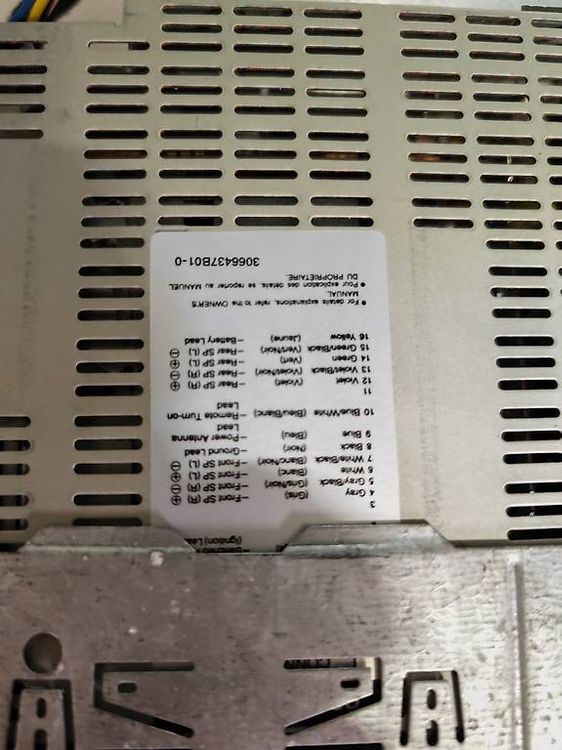 (Ignition) Lead
3
4 Gray (Gris) –Front SP (R) ⊕
5 Gray/Black (Gris/Noir) –Front SP (R) ⊖
6 White (Blanc) –Front SP (L) ⊕
7 White/Black (Blanc/Noir) –Front SP (L) ⊖
8 Black (Noir) –Ground Lead
9 Blue (Bleu) –Power Antenna
Lead
10 Blue/White (Bleu/Blanc) –Remote Turn-on
Lead
11
12 Violet (Violet) –Rear SP (R) ⊕
13 Violet/Black (Violet/Noir) –Rear SP (R) ⊖
14 Green (Vert) –Rear SP (L) ⊕
15 Green/Black (Vert/Noir) –Rear SP (L) ⊖
16 Yellow (Jaune) –Battery Lead
● For details explanations, refer to the OWNER'S
MANUAL
● Pour explication des détails, se reporter au MANUEL
DU PROPRIÉTAIRE.
3066437B01-0